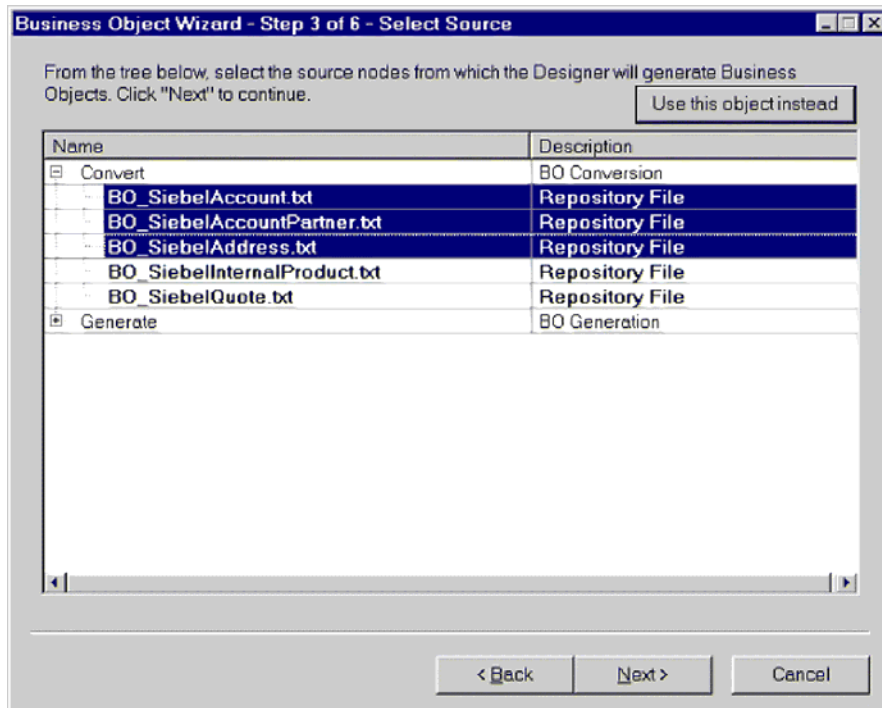 Business Object Wizard - Step 3 of 6 - Select Source
From the tree below, select the source nodes from which the Designer will generate Business
Objects. Click "Next" to continue.
Use this object instead
Name Description
Convert BO Conversion
BO_SiebelAccount.txt Repository File
BO_SiebelAccountPartner.txt Repository File
BO_SiebelAddress.txt Repository File
BO_SiebelInternalProduct.txt Repository File
BO_SiebelQuote.txt Repository File
Generate BO Generation
< Back Next > Cancel